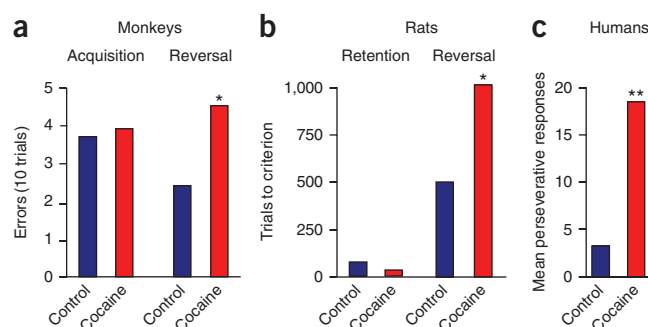 a
Monkeys
Acquisition Reversal
Errors (10 trials)
5
4
3
2
1
0
*
Control
Cocaine
Control
Cocaine
b
Rats
Retention Reversal
Trials to criterion
1,000
750
500
250
0
*
Control
Cocaine
Control
Cocaine
c
Humans
Mean perseverative responses
20
15
10
5
0
**
Control
Cocaine